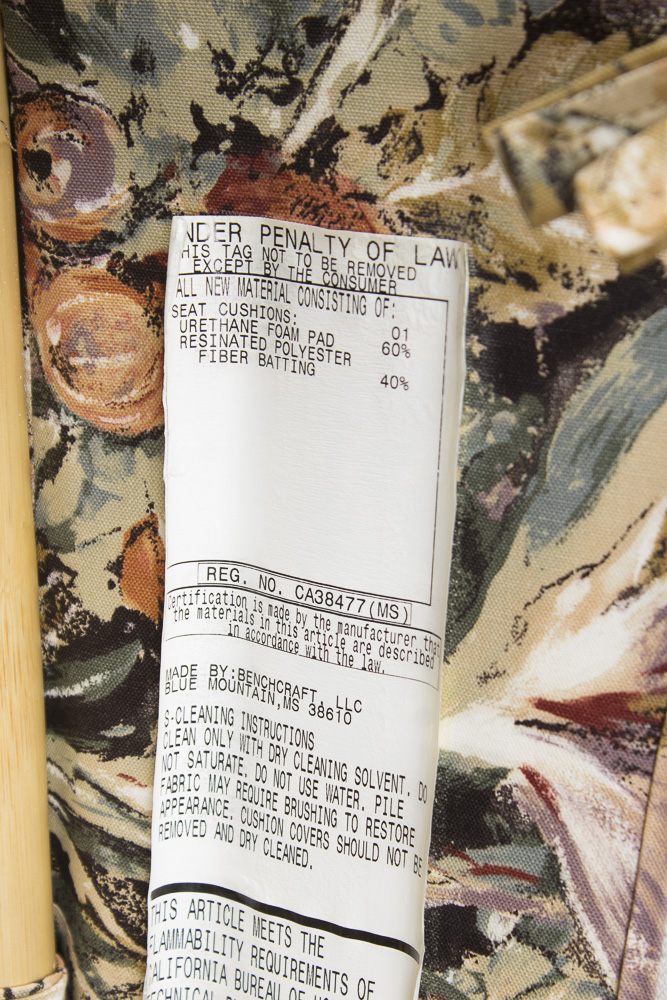 NDER PENALTY OF LAW
HIS TAG NOT TO BE REMOVED
EXCEPT BY THE CONSUMER
ALL NEW MATERIAL CONSISTING OF:
SEAT CUSHIONS: 01
URETHANE FOAM PAD 60%
RESINATED POLYESTER
FIBER BATTING 40%
REG. NO. CA38477(MS)
Certification is made by the manufacturer tha
the materials in this article are described
in accordance with the law.
MADE BY:BENCHCRAFT, LLC
BLUE MOUNTAIN,MS 38610
S-CLEANING INSTRUCTIONS
CLEAN ONLY WITH DRY CLEANING SOLVENT. DO
NOT SATURATE. DO NOT USE WATER. PILE
FABRIC MAY REQUIRE BRUSHING TO RESTORE
APPEARANCE. CUSHION COVERS SHOULD NOT BE
REMOVED AND DRY CLEANED.
THIS ARTICLE MEETS THE
FLAMMABILITY REQUIREMENTS OF
CALIFORNIA BUREAU OF